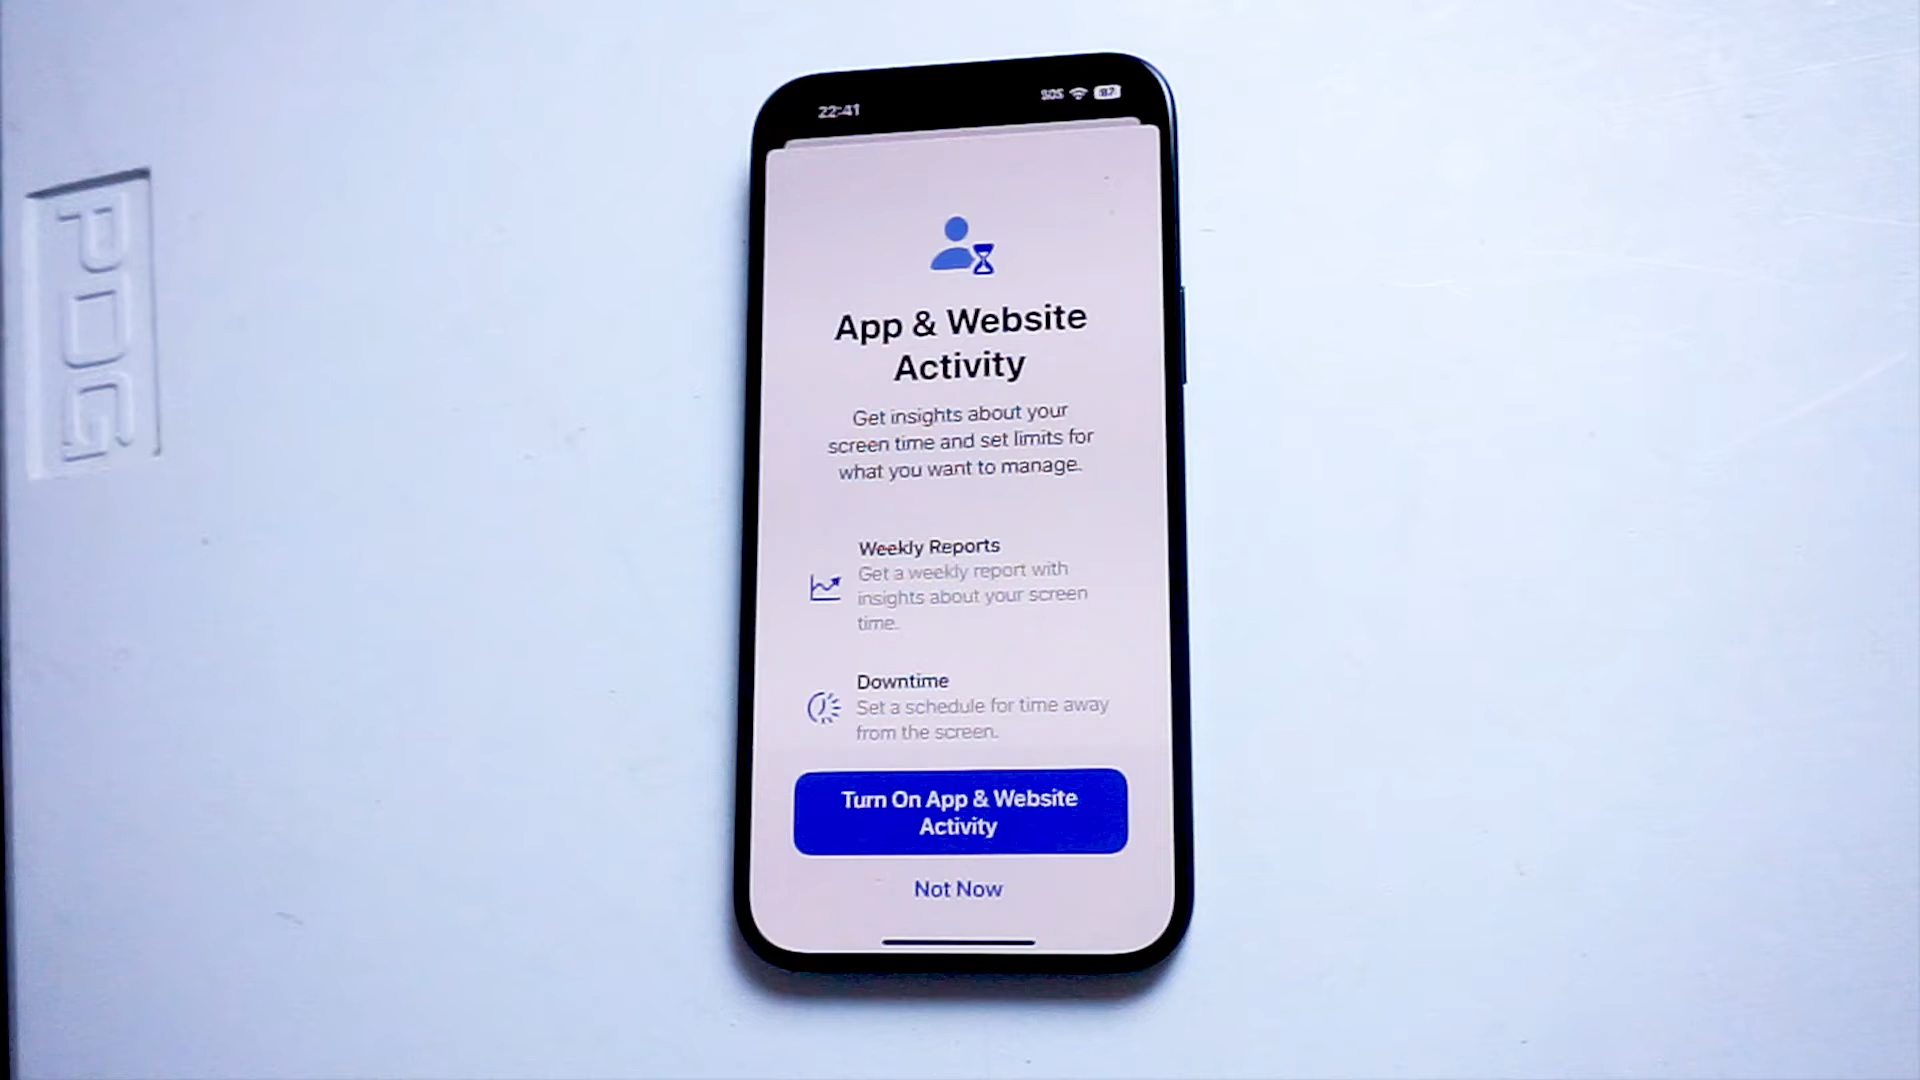 PDG
22:41
SOS
87
App & Website
Activity
Get insights about your
screen time and set limits for
what you want to manage.
Weekly Reports
Get a weekly report with
insights about your screen
time.
Downtime
Set a schedule for time away
from the screen.
Turn On App & Website
Activity
Not Now